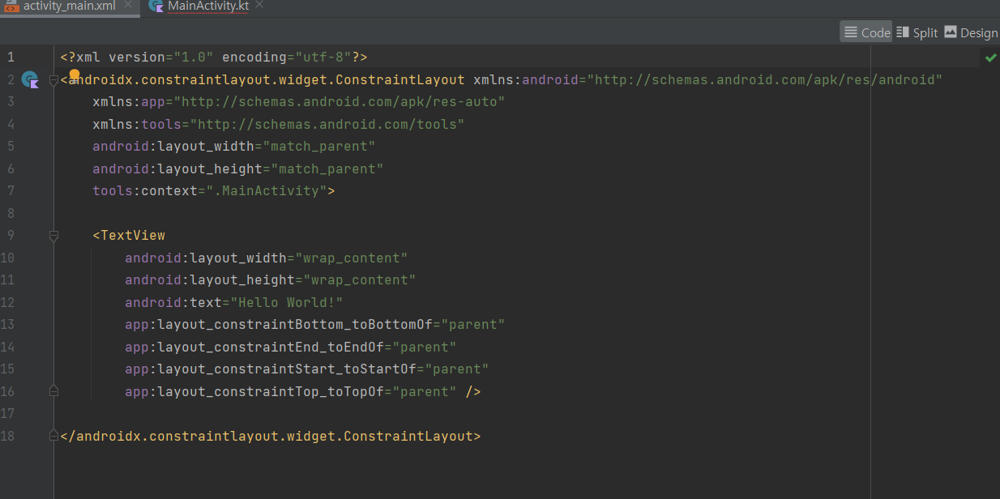 activity_main.xml MainActivity.kt
Code Split Design
1 <?xml version="1.0" encoding="utf-8"?>
2 <androidx.constraintlayout.widget.ConstraintLayout xmlns:android="http://schemas.android.com/apk/res/android"
3 xmlns:app="http://schemas.android.com/apk/res-auto"
4 xmlns:tools="http://schemas.android.com/tools"
5 android:layout_width="match_parent"
6 android:layout_height="match_parent"
7 tools:context=".MainActivity">
8
9 <TextView
10 android:layout_width="wrap_content"
11 android:layout_height="wrap_content"
12 android:text="Hello World!"
13 app:layout_constraintBottom_toBottomOf="parent"
14 app:layout_constraintEnd_toEndOf="parent"
15 app:layout_constraintStart_toStartOf="parent"
16 app:layout_constraintTop_toTopOf="parent" />
17
18 </androidx.constraintlayout.widget.ConstraintLayout>